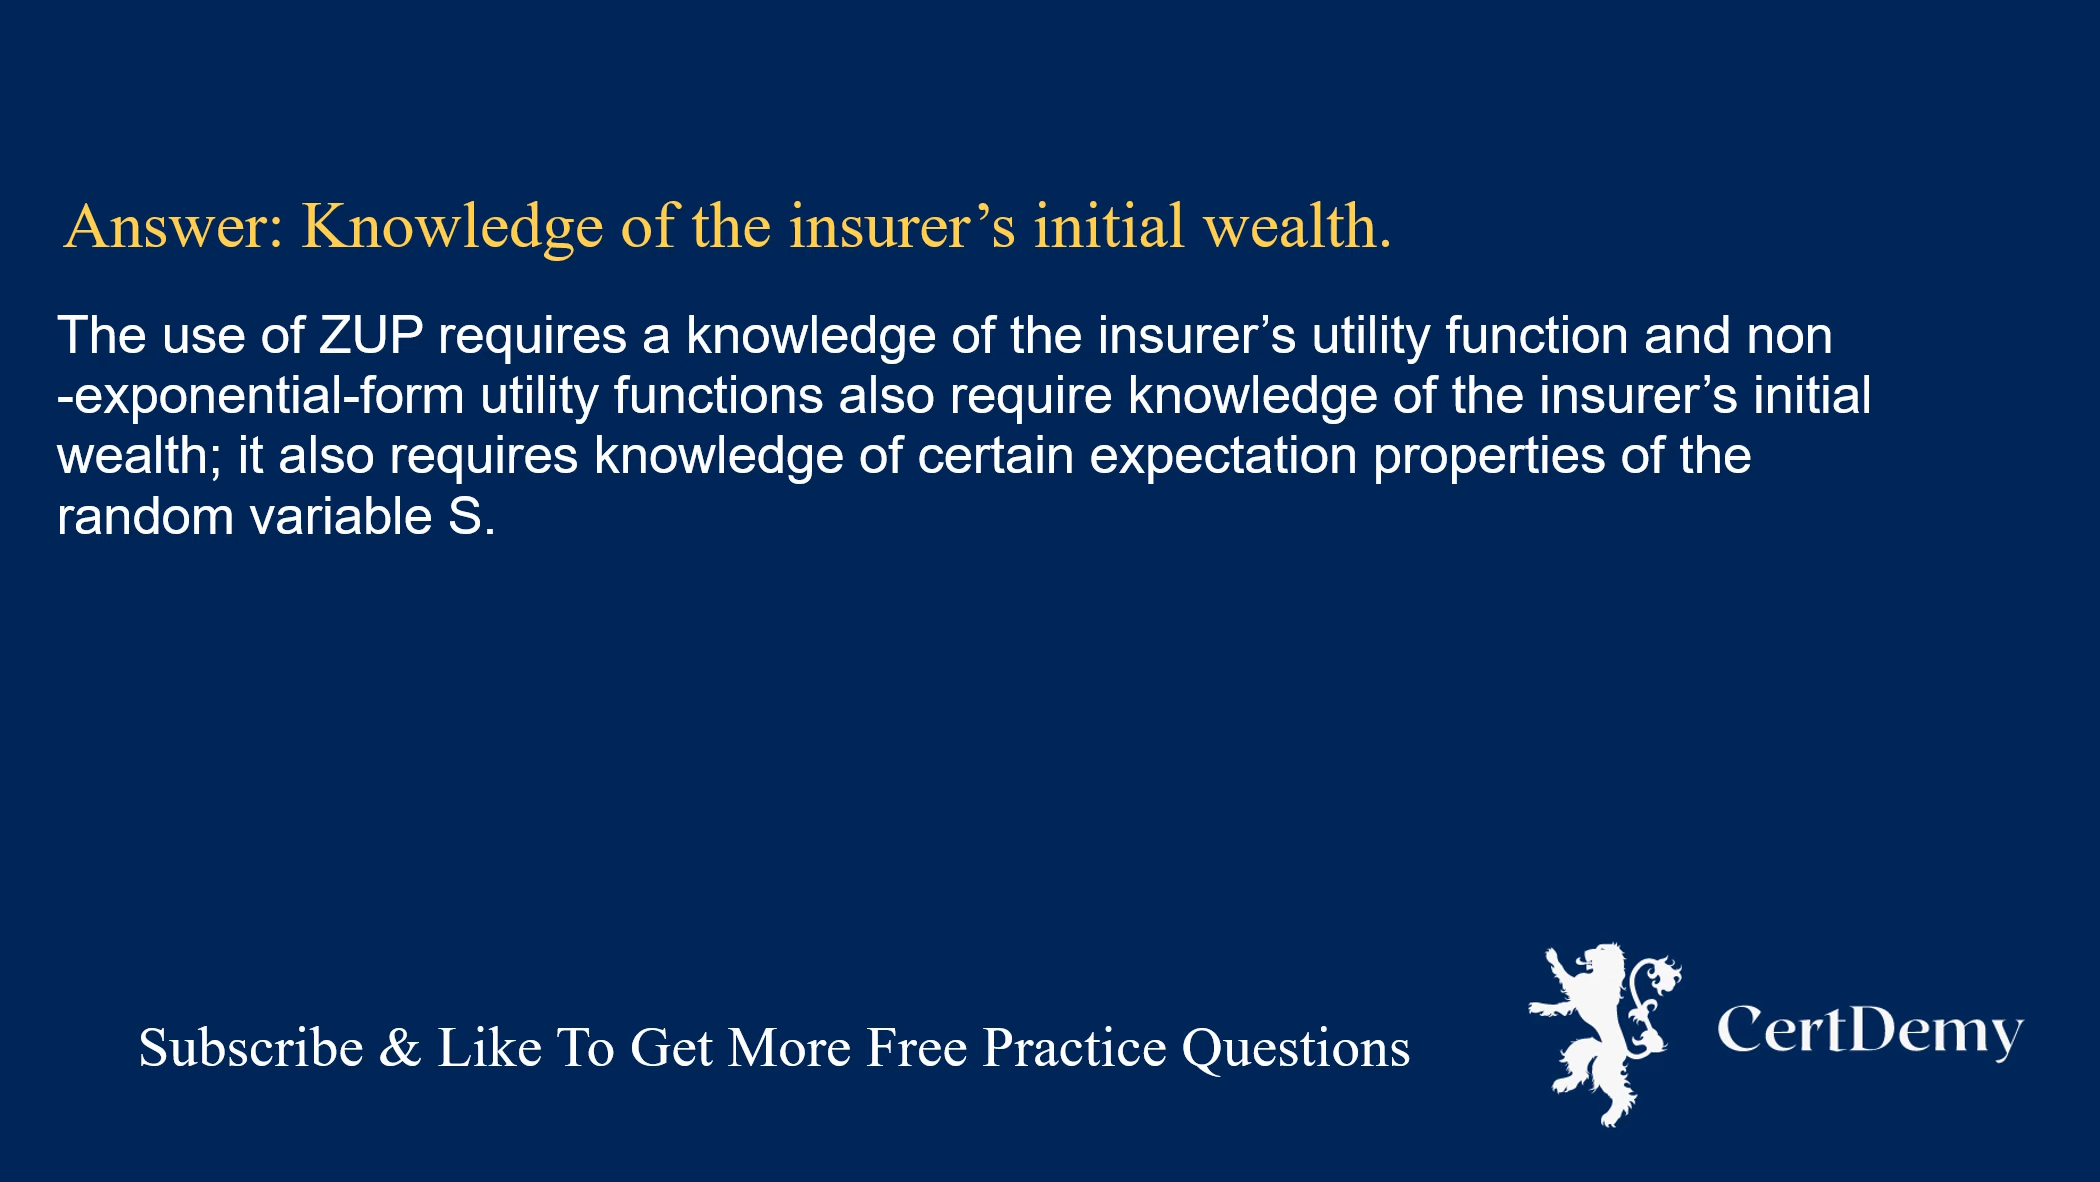 Answer: Knowledge of the insurer’s initial wealth.
The use of ZUP requires a knowledge of the insurer’s utility function and non
-exponential-form utility functions also require knowledge of the insurer’s initial
wealth; it also requires knowledge of certain expectation properties of the
random variable S.
Subscribe & Like To Get More Free Practice Questions
CertDemy